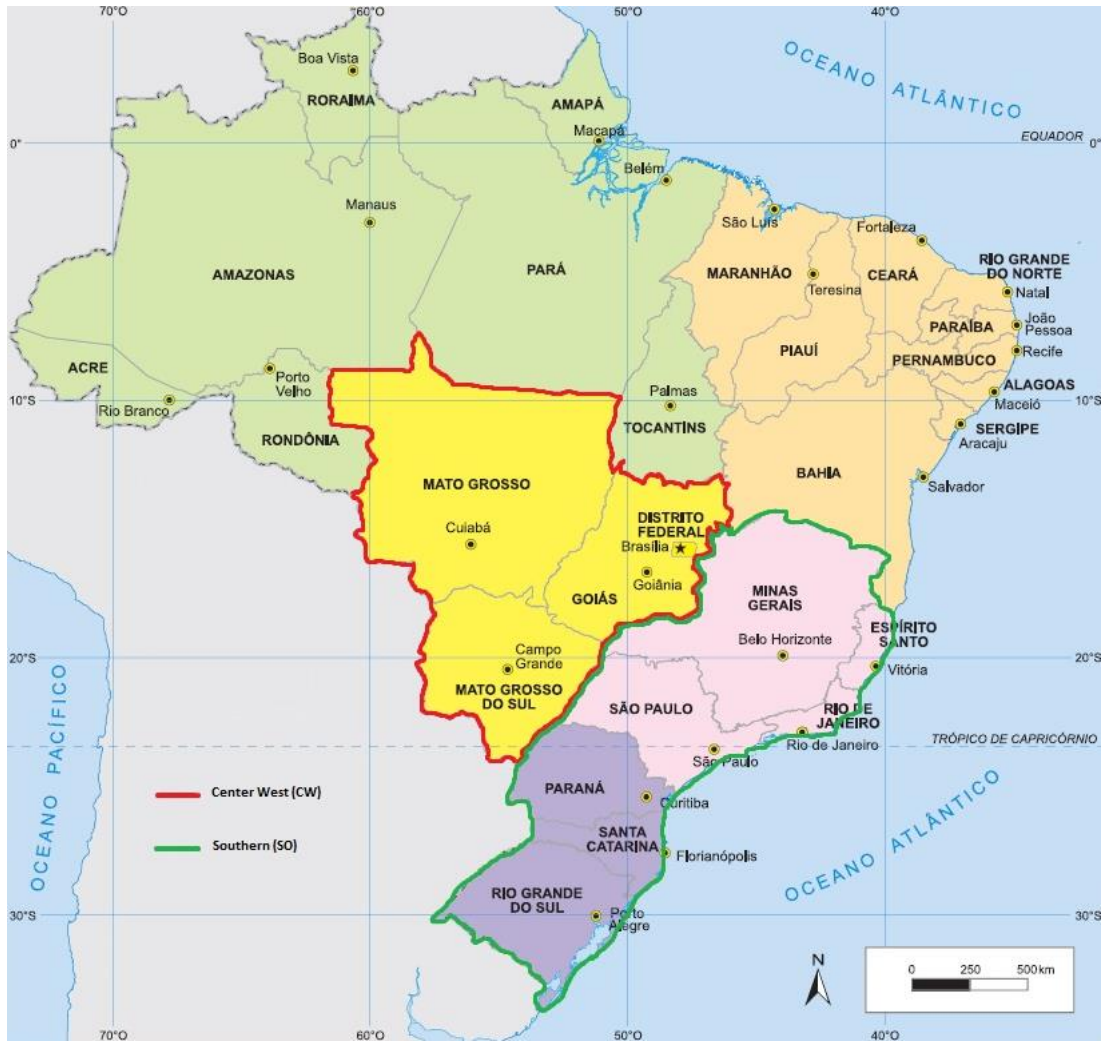 70°O
60°O
50°O
40°O
OCEANO ATLÂNTICO
Boa Vista
RORAIMA
AMAPÁ
Macapá
EQUADOR
0°
0°
Belém
Manaus
São Luís
Fortaleza
RIO GRANDE
DO NORTE
Natal
AMAZONAS
PARÁ
MARANHÃO
CEARÁ
Teresina
PARAÍBA
João
Pessoa
PIAUÍ
PERNAMBUCO
Recife
ACRE
Porto
Velho
Palmas
ALAGOAS
Maceió
10°S
10°S
Rio Branco
TOCANTINS
SERGIPE
Aracaju
RONDÔNIA
BAHIA
Salvador
MATO GROSSO
DISTRITO
FEDERAL
Cuiabá
Brasília
Goiânia
GOIÁS
MINAS
GERAIS
ESPÍRITO
SANTO
Belo Horizonte
Vitória
Campo
Grande
20°S
20°S
MATO GROSSO
DO SUL
SÃO PAULO
RIO DE
JANEIRO
Rio de Janeiro
TRÓPICO DE CAPRICÓRNIO
São Paulo
OCEANO PACÍFICO
PARANÁ
Curitiba
Center West (CW)
Southern (SO)
SANTA
CATARINA
Florianópolis
OCEANO ATLÂNTICO
RIO GRANDE
DO SUL
Porto
Alegre
30°S
30°S
N
0 250 500 km
70°O
60°O
50°O
40°O